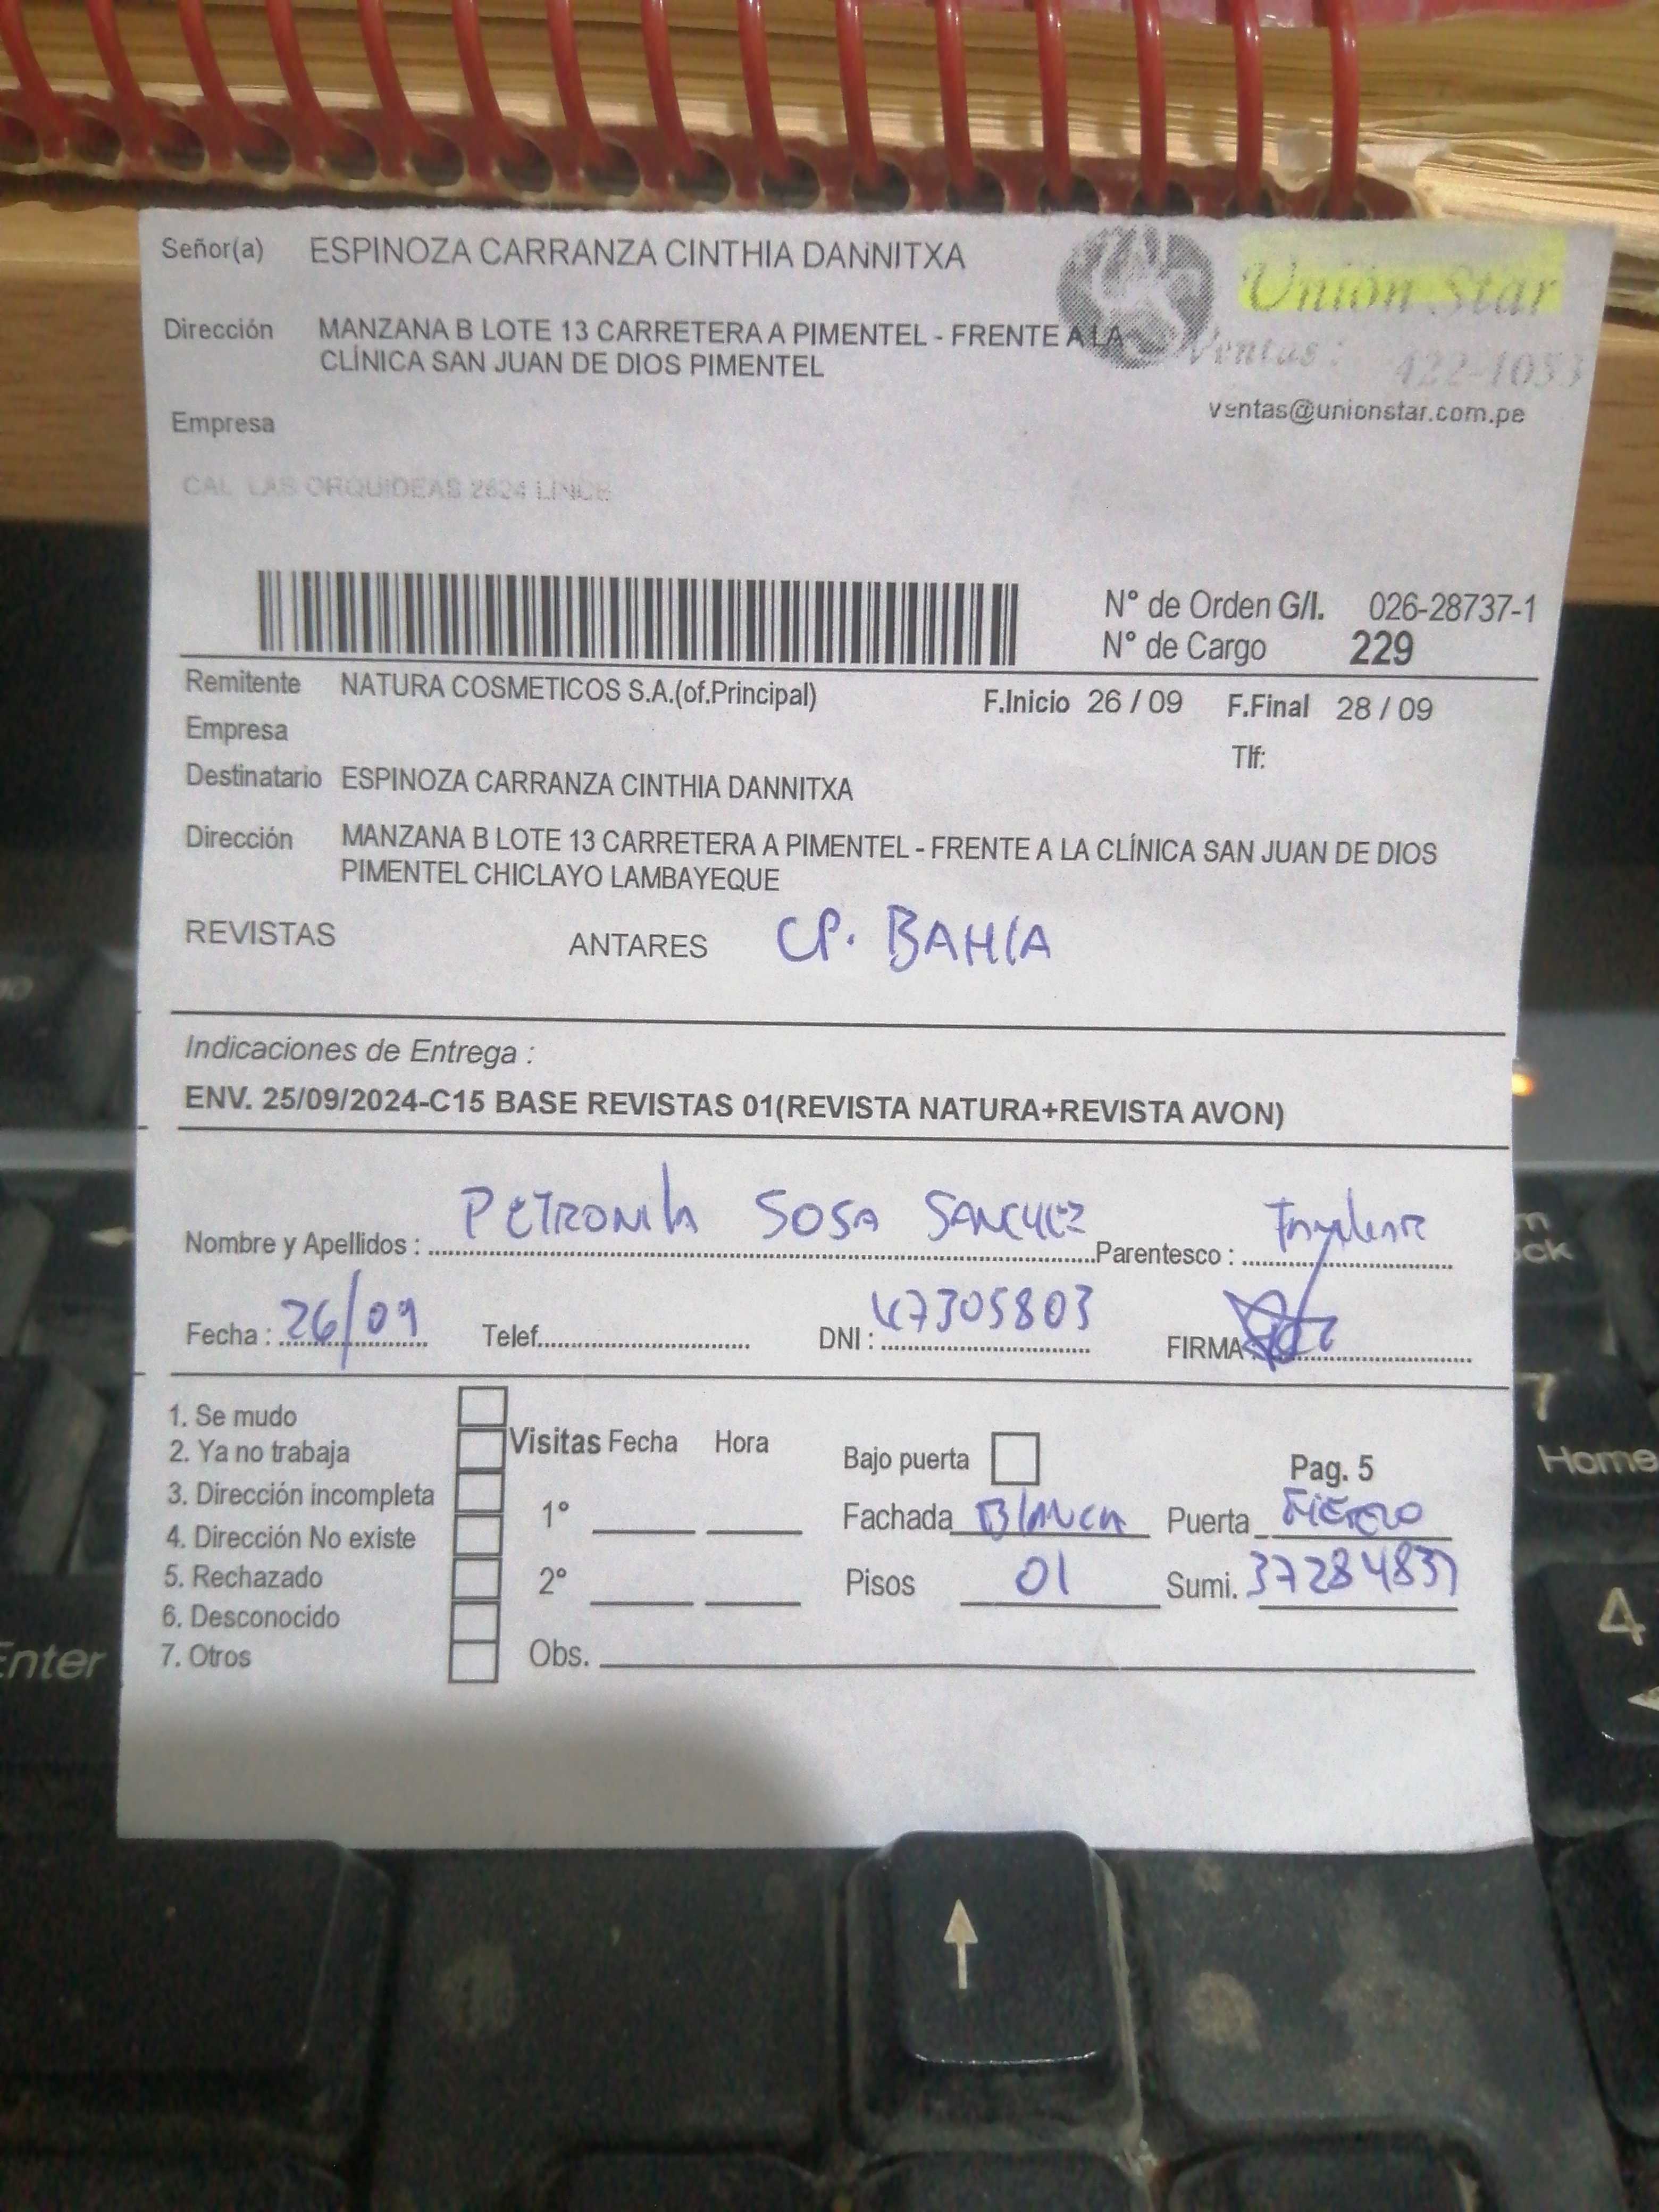 Señor(a) ESPINOZA CARRANZA CINTHIA DANNITXA
Unión Star
Dirección MANZANA B LOTE 13 CARRETERA A PIMENTEL - FRENTE A LA
CLÍNICA SAN JUAN DE DIOS PIMENTEL
Ventas: 422-1053
ventas@unionstar.com.pe
Empresa
CAL LAS ORQUIDEAS 2624 LINCE
N° de Orden G/I. 026-28737-1
N° de Cargo 229
Remitente NATURA COSMETICOS S.A.(of.Principal) F.Inicio 26 / 09 F.Final 28 / 09
Empresa
Tlf:
Destinatario ESPINOZA CARRANZA CINTHIA DANNITXA
Dirección MANZANA B LOTE 13 CARRETERA A PIMENTEL - FRENTE A LA CLÍNICA SAN JUAN DE DIOS
PIMENTEL CHICLAYO LAMBAYEQUE
REVISTAS ANTARES CP. BAHIA
Indicaciones de Entrega :
ENV. 25/09/2024-C15 BASE REVISTAS 01(REVISTA NATURA+REVISTA AVON)
Nombre y Apellidos : PETRONILA SOSA SANCHEZ Parentesco :
Fecha : 26/09 Telef. DNI : 47305803 FIRMA
1. Se mudo
2. Ya no trabaja
3. Dirección incompleta
4. Dirección No existe
5. Rechazado
6. Desconocido
7. Otros
Visitas Fecha Hora
1°
2°
Obs.
Bajo puerta Pag. 5
Fachada Blanca Puerta FIERRO
Pisos 01 Sumi. 37284837
Enter
7
Home
4